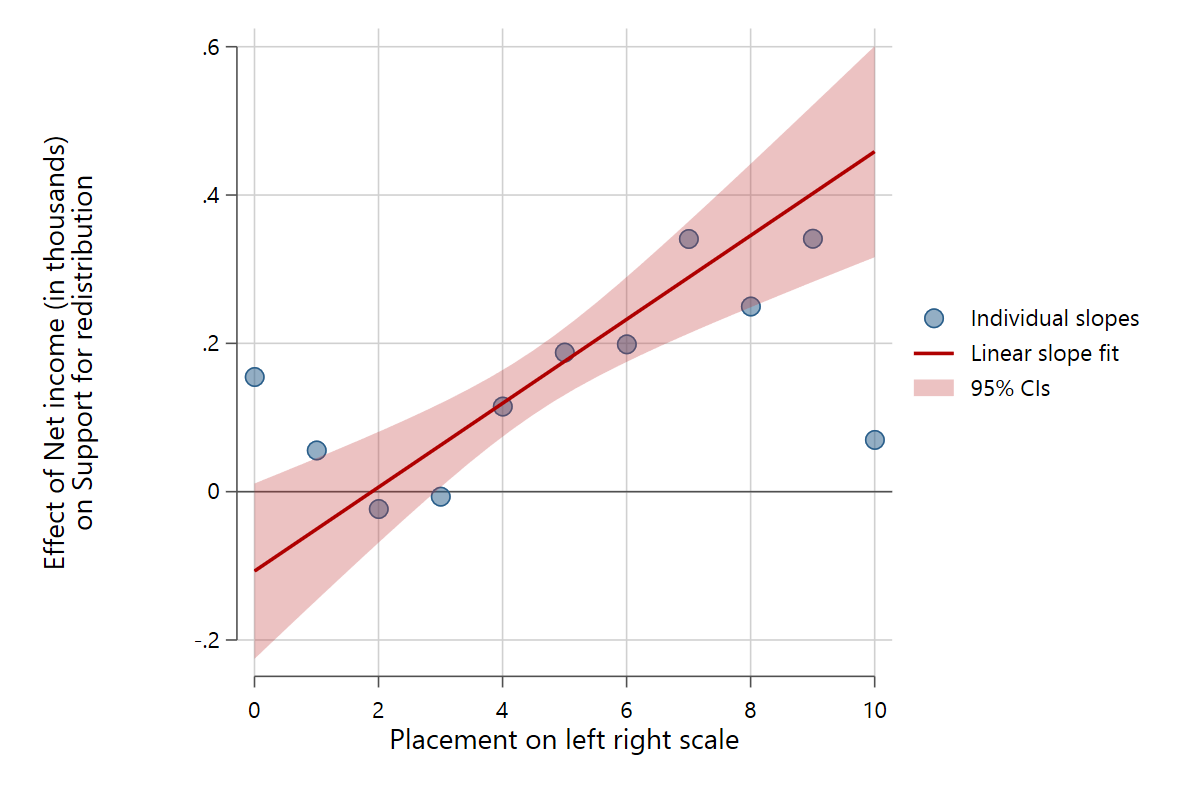 Effect of Net income (in thousands)
on Support for redistribution
.6
.4
.2
0
-.2
0 2 4 6 8 10
Placement on left right scale
Individual slopes
Linear slope fit
95% CIs